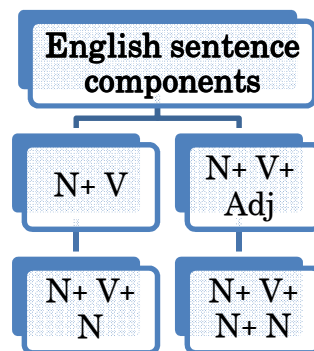 English sentence
components
N+ V
N+ V+
Adj
N+ V+
N
N+ V+
N+ N